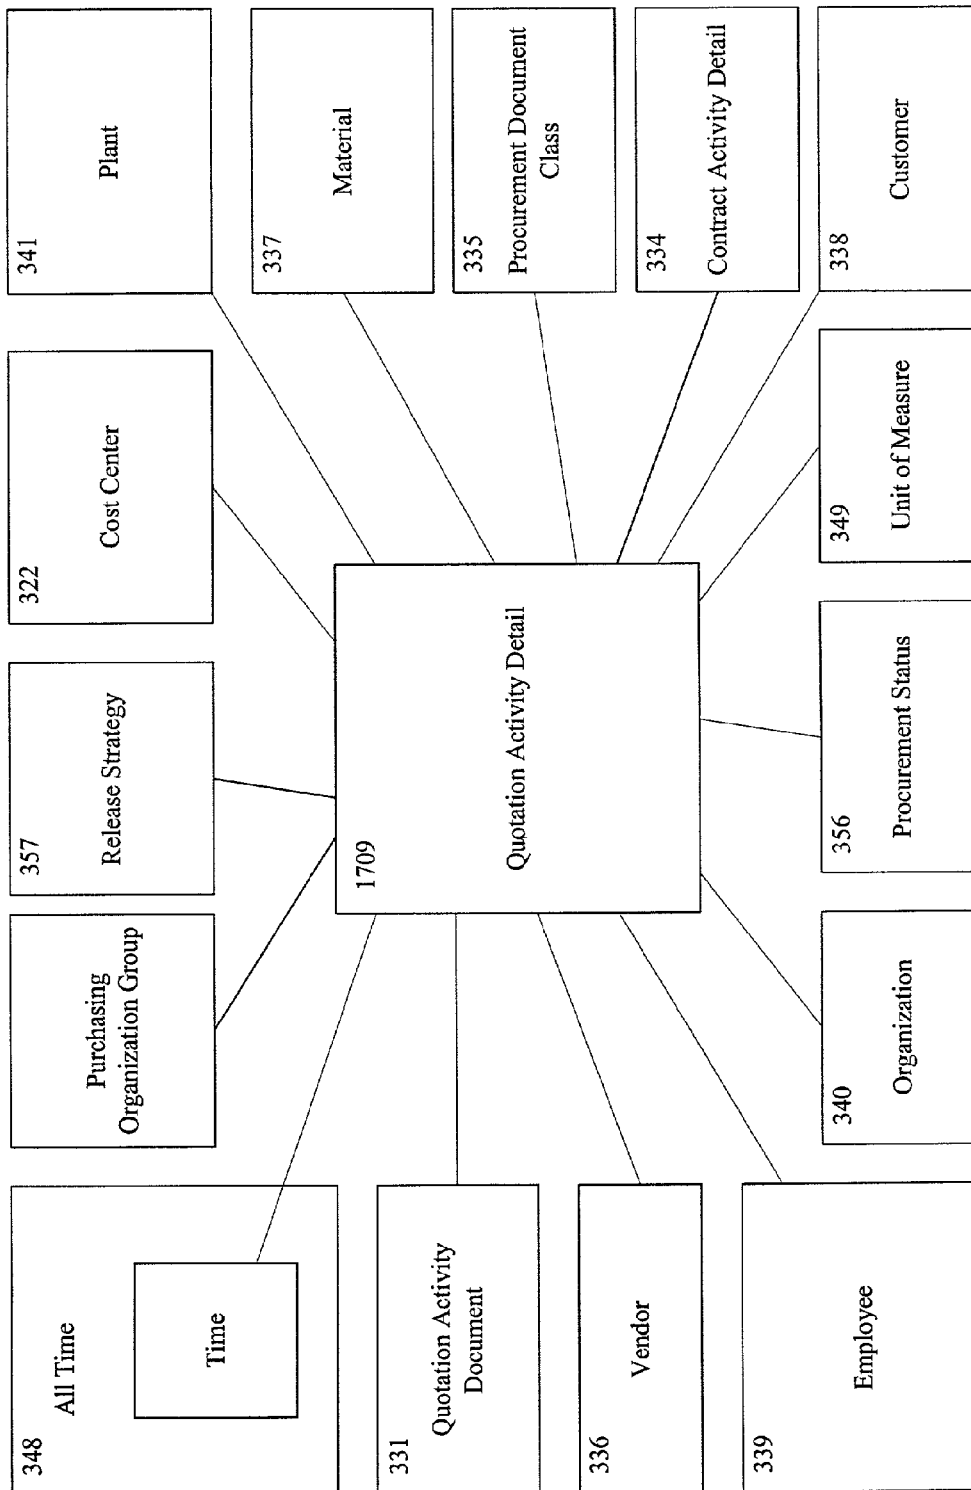 348
All Time
Time
Purchasing
Organization Group
357
Release Strategy
322
Cost Center
341
Plant
331
Quotation Activity
Document
1709
Quotation Activity Detail
337
Material
336
Vendor
335
Procurement Document
Class
334
Contract Activity Detail
339
Employee
340
Organization
356
Procurement Status
349
Unit of Measure
338
Customer